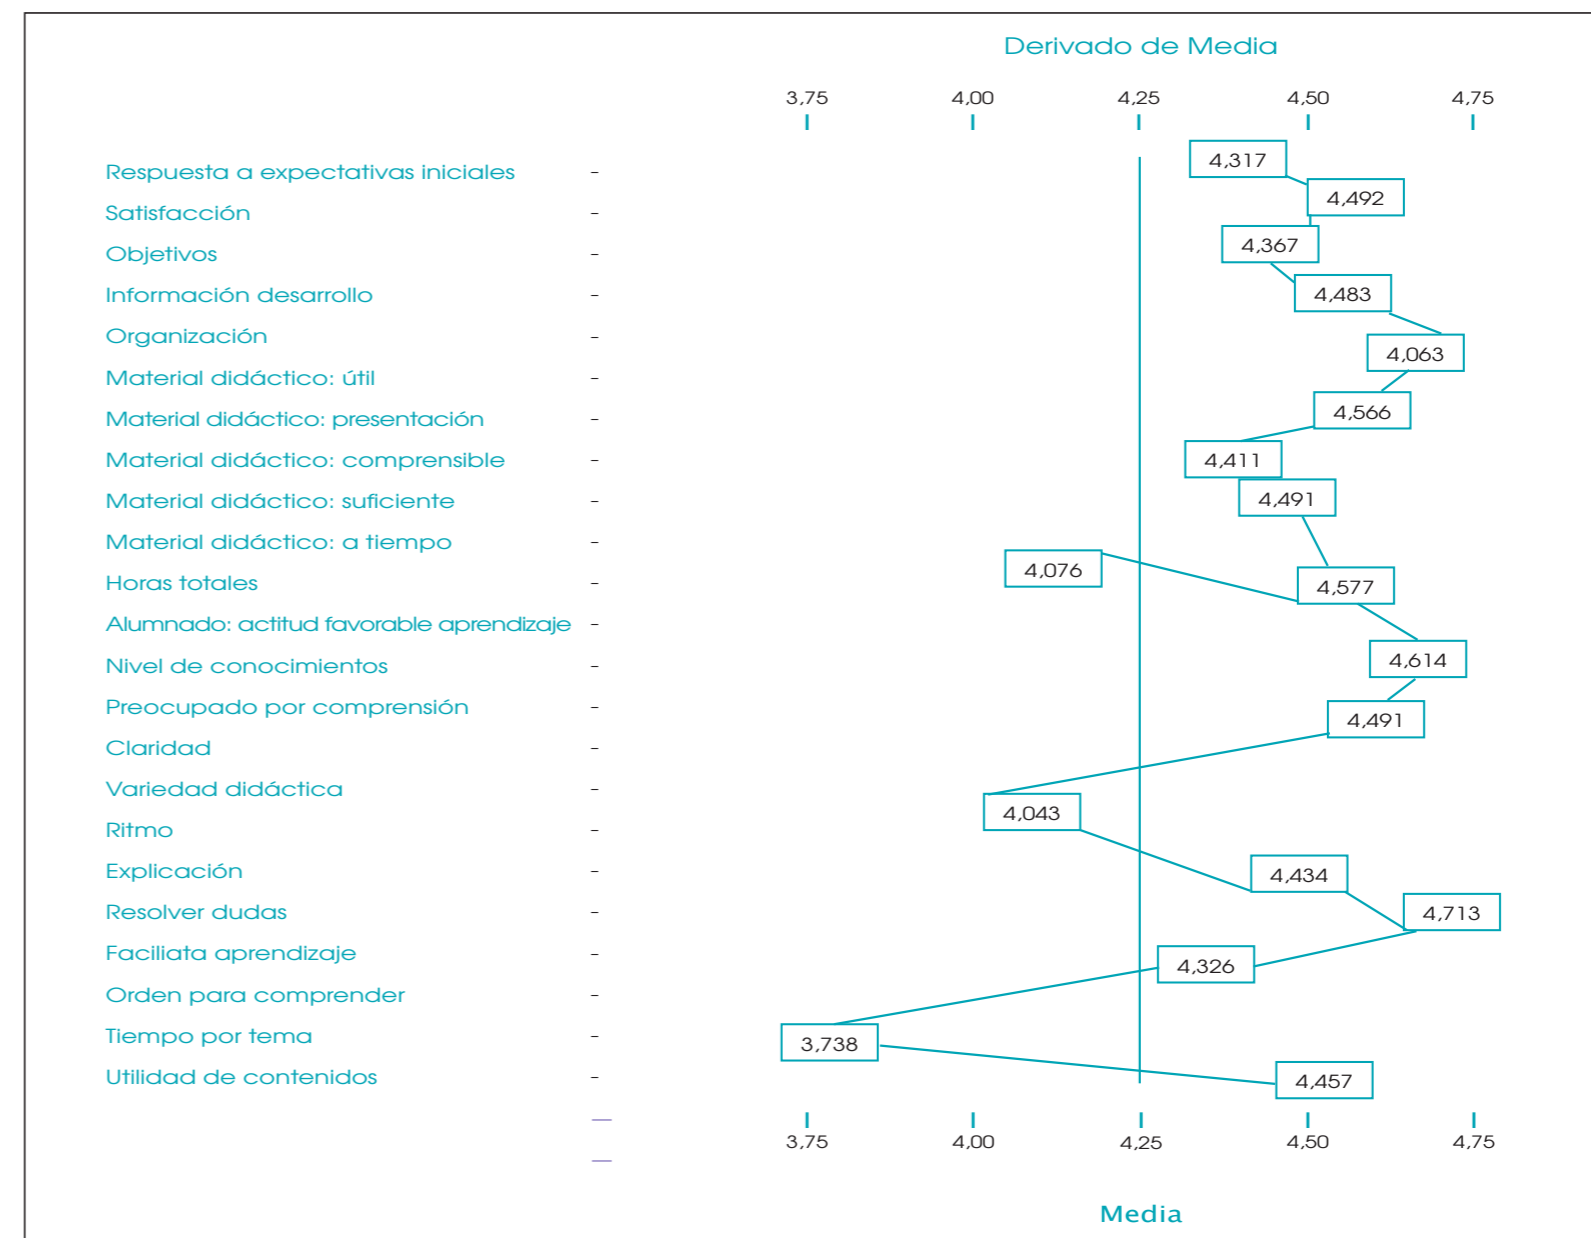 Derivado de Media
3,75 4,00 4,25 4,50 4,75
Respuesta a expectativas iniciales - 4,317
Satisfacción - 4,492
Objetivos - 4,367
Información desarrollo - 4,483
Organización - 4,063
Material didáctico: útil -
Material didáctico: presentación - 4,566
Material didáctico: comprensible - 4,411
Material didáctico: suficiente - 4,491
Material didáctico: a tiempo -
4,076
Horas totales - 4,577
Alumnado: actitud favorable aprendizaje -
Nivel de conocimientos - 4,614
Preocupado por comprensión - 4,491
Claridad -
Variedad didáctica -
4,043
Ritmo -
Explicación - 4,434
Resolver dudas - 4,713
Faciliata aprendizaje - 4,326
Orden para comprender -
Tiempo por tema - 3,738
Utilidad de contenidos - 4,457
3,75 4,00 4,25 4,50 4,75
Media